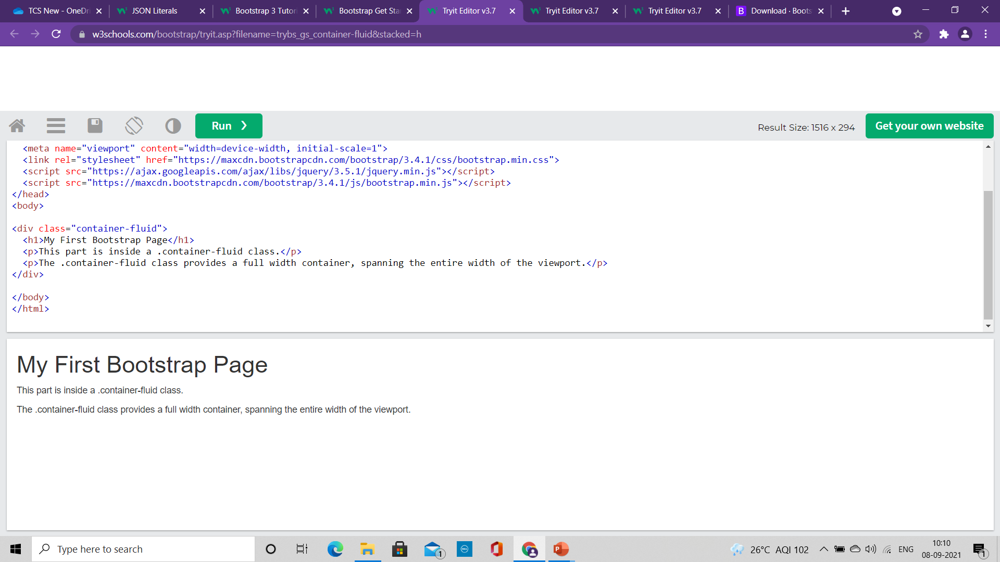 TCS New - OneDri
JSON Literals
Bootstrap 3 Tutori
Bootstrap Get Sta
Tryit Editor v3.7
Tryit Editor v3.7
Tryit Editor v3.7
B Download · Boots
w3schools.com/bootstrap/tryit.asp?filename=trybs_gs_container-fluid&stacked=h
Run ❯
Result Size: 1516 x 294
Get your own website
<meta name="viewport" content="width=device-width, initial-scale=1">
<link rel="stylesheet" href="https://maxcdn.bootstrapcdn.com/bootstrap/3.4.1/css/bootstrap.min.css">
<script src="https://ajax.googleapis.com/ajax/libs/jquery/3.5.1/jquery.min.js"></script>
<script src="https://maxcdn.bootstrapcdn.com/bootstrap/3.4.1/js/bootstrap.min.js"></script>
</head>
<body>
<div class="container-fluid">
<h1>My First Bootstrap Page</h1>
<p>This part is inside a .container-fluid class.</p>
<p>The .container-fluid class provides a full width container, spanning the entire width of the viewport.</p>
</div>
</body>
</html>
My First Bootstrap Page
This part is inside a .container-fluid class.
The .container-fluid class provides a full width container, spanning the entire width of the viewport.
Type here to search
1
DELL
P
26°C AQI 102
ENG
10:10
08-09-2021
1